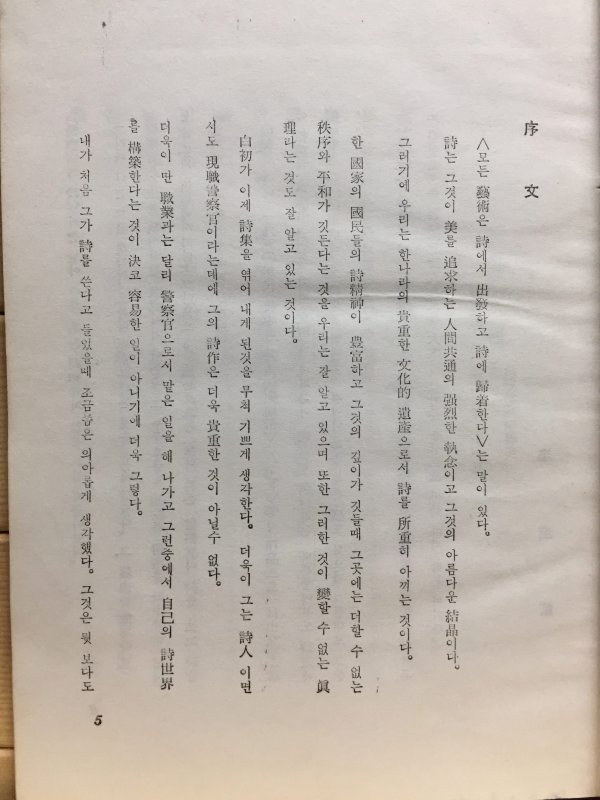 序文
<모든 藝術은 詩에서 出發하고 詩에 歸着한다>는 말이 있다.
詩는 그것이 美를 追求하는 人間共通의 强烈한 執念이고 그것의 아름다운 結晶이다.
그러기에 우리는 한나라의 貴重한 文化的 遺產으로서 詩를 所重히 아끼는 것이다.
한 國家의 國民들의 詩精神이 豊富하고 그것의 깊이가 깃들때 그곳에는 더할 수 없는
秩序와 平和가 깃든다는 것을 우리는 잘 알고 있으며 또한 그러한 것이 變할 수 없는 眞
理라는 것도 잘 알고 있는 것이다.
白初가 이제 詩集을 엮어 내게 된것을 무척 기쁘게 생각한다. 더욱이 그는 詩人 이면
서도 現職警察官이라는데에 그의 詩作은 더욱 貴重한 것이 아닐수 없다.
더욱이 딴 職業과는 달리 警察官으로서 맡은 일을 해 나가고 그런중에서 自己의 詩世界
를 構築한다는 것이 決코 容易한 일이 아니기에 더욱 그렇다.
내가 처음 그가 詩를 쓴다고 들었을때 조금쯤은 의아롭게 생각했다. 그것은 뭣 보다도
5